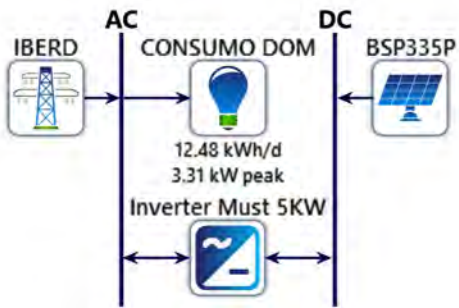 AC
DC
IBERD
CONSUMO DOM
BSP335P
12.48 kWh/d
3.31 kW peak
Inverter Must 5KW